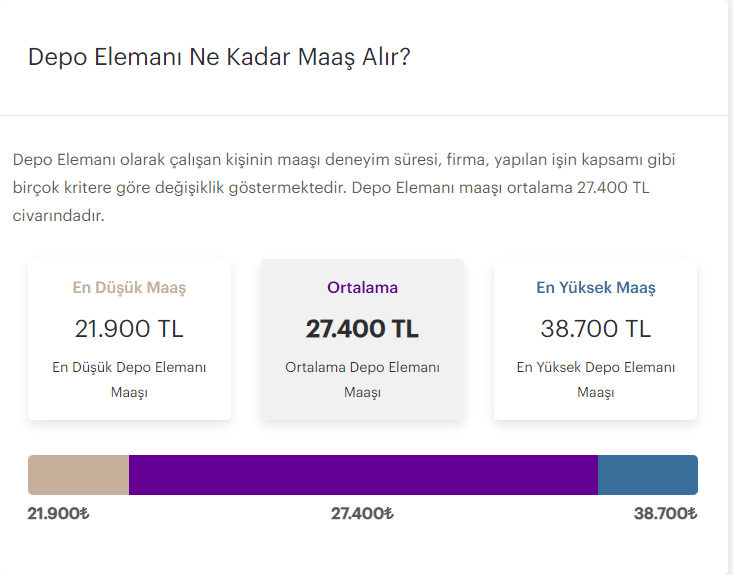 Depo Elemanı Ne Kadar Maaş Alır?
Depo Elemanı olarak çalışan kişinin maaşı deneyim süresi, firma, yapılan işin kapsamı gibi
birçok kritere göre değişiklik göstermektedir. Depo Elemanı maaşı ortalama 27.400 TL
civarındadır.
En Düşük Maaş
21.900 TL
En Düşük Depo Elemanı
Maaşı
Ortalama
27.400 TL
Ortalama Depo Elemanı
Maaşı
En Yüksek Maaş
38.700 TL
En Yüksek Depo Elemanı
Maaşı
21.900₺ 27.400₺ 38.700₺